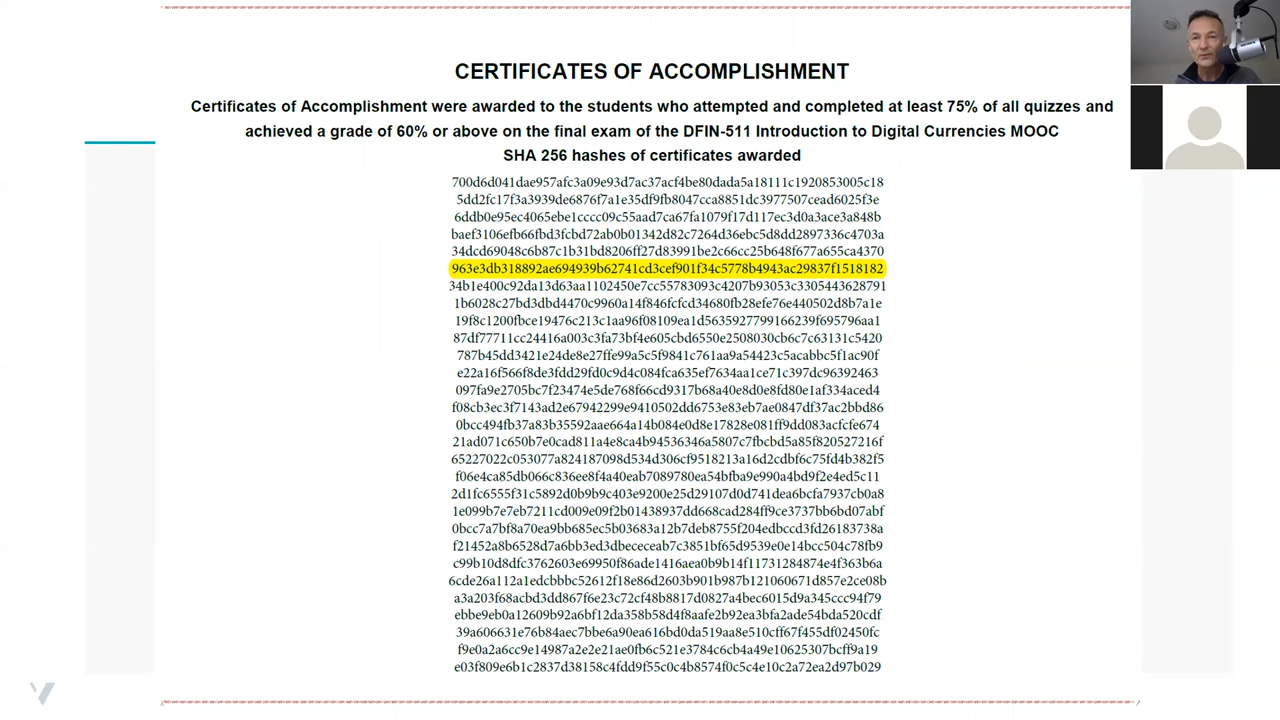 CERTIFICATES OF ACCOMPLISHMENT
Certificates of Accomplishment were awarded to the students who attempted and completed at least 75% of all quizzes and
achieved a grade of 60% or above on the final exam of the DFIN-511 Introduction to Digital Currencies MOOC
SHA 256 hashes of certificates awarded
700d6d041dae957afc3a09e93d7ac37acf4be80dada5a18111c1920853005c18
5dd2fc17f3a3939de6876f7a1e35df9fb8047cca8851dc3977507cead6025f3e
6ddb0e95ec4065ebe1cccc09c55aad7ca67fa1079f17d117ec3d0a3ace3a848b
baef3106efb66fbd3fcbd72ab0b01342d82c7264d36ebc5d8dd2897336c4703a
34dcd69048c6b87c1b31bd8206ff27d83991be2c66cc25b648f677a655ca4370
963e3db318892ae694939b62741cd3cef901f34c5778b4943ac29837f1518182
34b1e400c92da13d63aa1102450e7cc55783093c4207b93053c3305443628791
1b6028c27bd3dbd4470c9960a14f846fcfcd34680fb28efe76e440502d8b7a1e
19f8c1200fbce19476c213c1aa96f08109ea1d5635927799166239f695796aa1
87df77711cc24416a003c3fa73bf4e605cbd6550e2508030cb6c7c63131c5420
787b45dd3421e24de8e27ffe99a5c5f9841c761aa9a54423c5acabbc5f1ac90f
e22a16f566f8de3fdd29fd0c9d4c084fca635ef7634aa1ce71c397dc96392463
097fa9e2705bc7f23474e5de768f66cd9317b68a40e8d0e8fd80e1af334aced4
f08cb3ec3f7143ad2e67942299e9410502dd6753e83eb7ae0847df37ac2bbd86
0bcc494fb37a83b35592aae664a14b084e0d8e17828e081ff9dd083acfcfe674
21ad071c650b7e0cad811a4e8ca4b94536346a5807c7fbcbd5a85f820527216f
65227022c053077a824187098d534d306cf9518213a16d2cdbf6c75fd4b382f5
f06e4ca85db066c836ee8f4a40eab7089780ea54bfba9e990a4bd9f2e4ed5c11
2d1fc6555f31c5892d0b9b9c403e9200e25d29107d0d741dea6bcfa7937cb0a8
1e099b7e7eb7211cd009e09f2b01438937dd668cad284ff9ce3737bb6bd07abf
0bcc7a7bf8a70ea9bb685ec5b03683a12b7deb8755f204edbccd3fd26183738a
f21452a8b6528d7a6bb3ed3dbececeab7c3851bf65d9539e0e14bcc504c78fb9
c99b10d8dfc3762603e69950f86ade1416aea0b9b14f11731284874e4f363b6a
6cde26a112a1edcbbbc52612f18e86d2603b901b987b121060671d857e2ce08b
a3a203f68acbd3dd867f6e23c72cf48b8817d0827a4bec6015d9a345ccc94f79
ebbe9eb0a12609b92a6bf12da358b58d4f8aafe2b92ea3bfa2ade54bda520cdf
39a606631e76b84aec7bbe6a90ea616bd0da519aa8e510cff67f455df02450fc
f9e0a2a6cc9e14987a2e2e21ae0fb6c521e3784c6cb4a49e10625307bcff9a19
e03f809e6b1c2837d38158c4fdd9f55c0c4b8574f0c5c4e10c2a72ea2d97b029